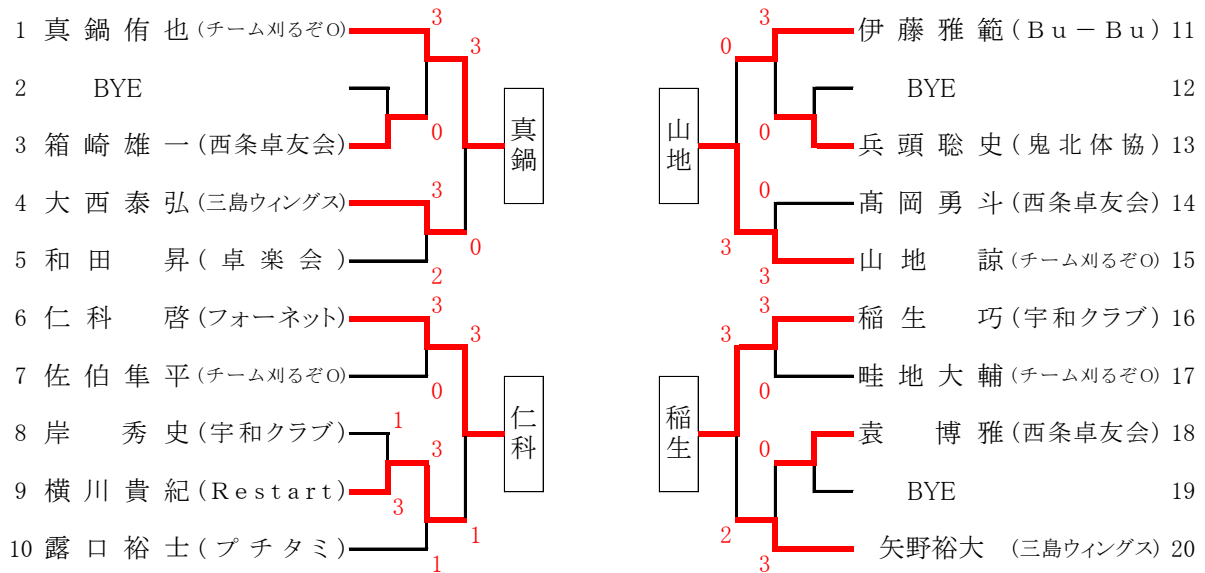 1 真鍋侑也(チーム刈るぞO)
2 BYE
3 箱崎雄一(西条卓友会)
4 大西泰弘(三島ウィングス)
5 和田 昇(卓楽会)
6 仁科 啓(フォーネット)
7 佐伯隼平(チーム刈るぞO)
8 岸 秀史(宇和クラブ)
9 横川貴紀(Restart)
10 露口裕士(プチタミ)
3
3
0
3
0
2
3
3
0
1
3
3
1
1
真鍋
仁科
山地
稲生
0
3
0
0
3
3
3
3
0
2
3
伊藤雅範(Bu-Bu) 11
BYE 12
兵頭聡史(鬼北体協) 13
髙岡勇斗(西条卓友会) 14
山地 諒(チーム刈るぞO) 15
稲生 巧(宇和クラブ) 16
畦地大輔(チーム刈るぞO) 17
袁 博雅(西条卓友会) 18
BYE 19
矢野裕大 (三島ウィングス) 20